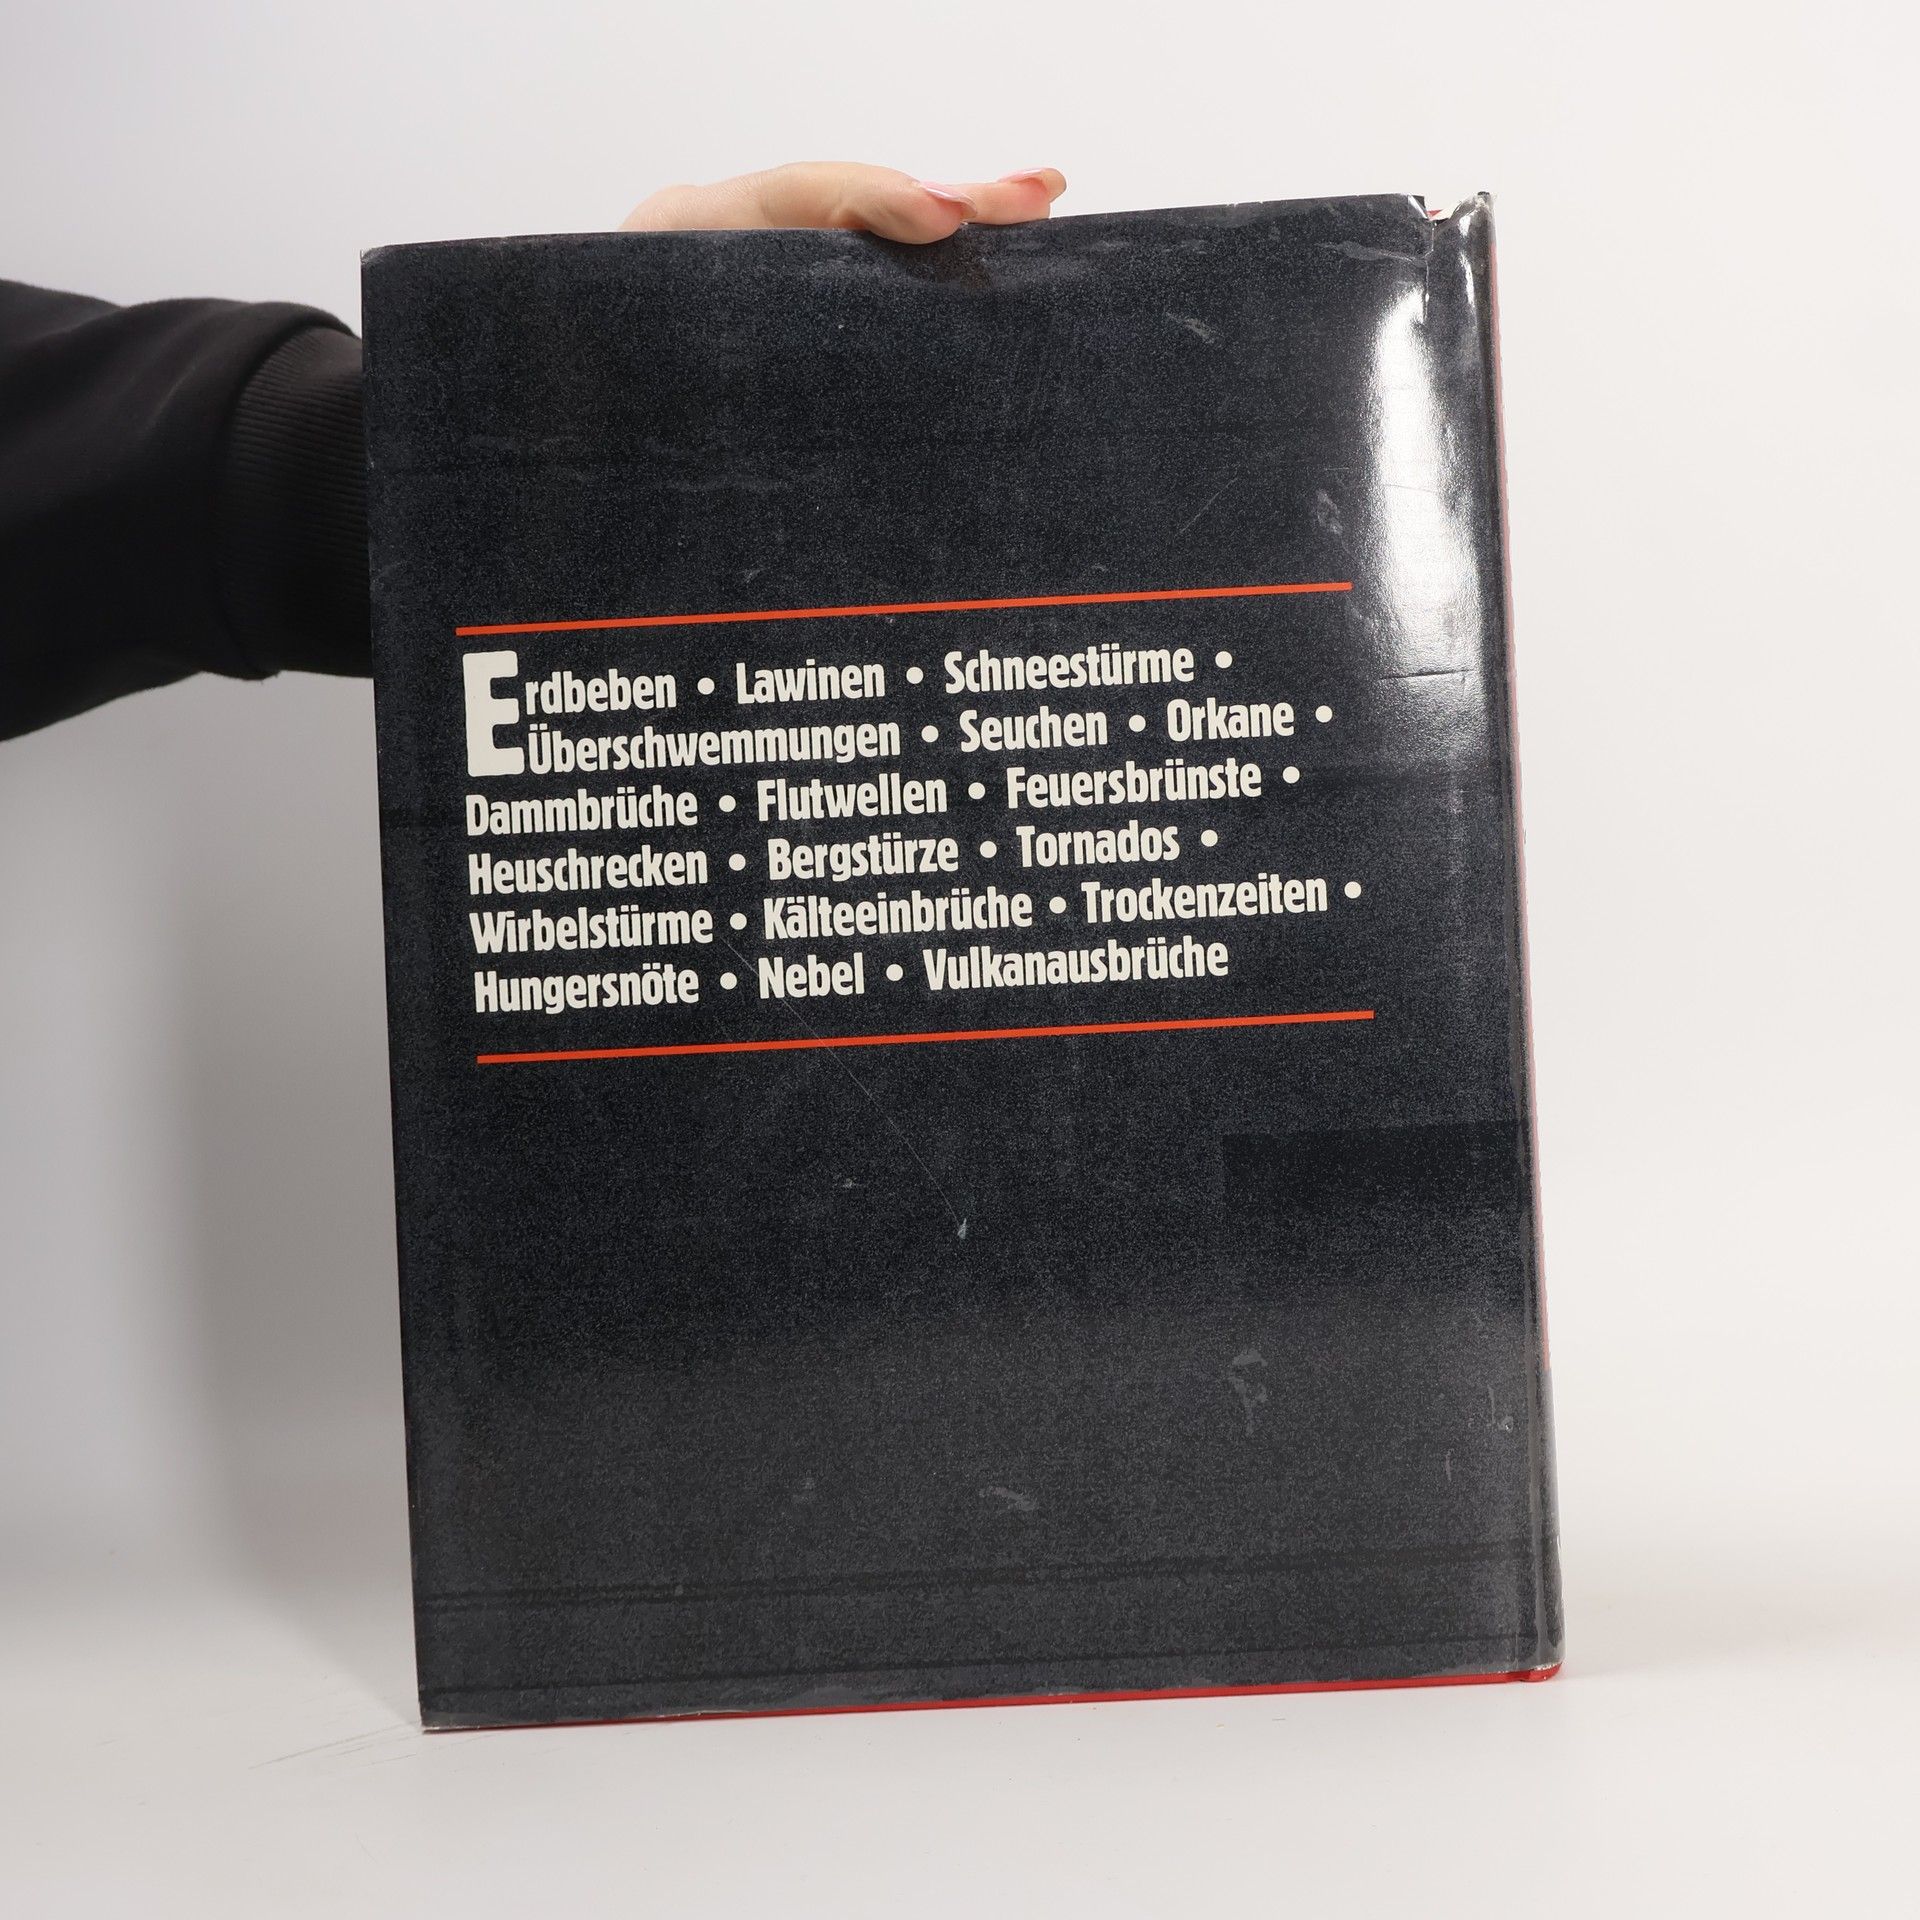 Erdbeben • Lawinen • Schneestürme •
Überschwemmungen • Seuchen • Orkane •
Dammbrüche • Flutwellen • Feuersbrünste •
Heuschrecken • Bergstürze • Tornados •
Wirbelstürme • Kälteeinbrüche • Trockenzeiten •
Hungersnöte • Nebel • Vulkanausbrüche